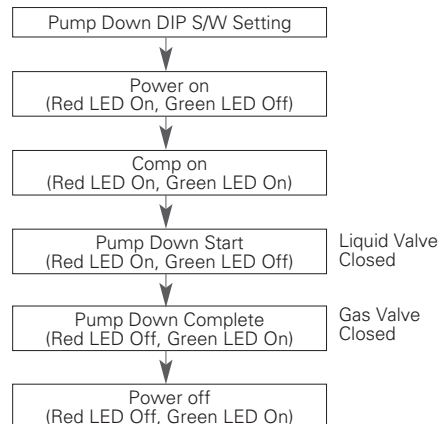 Pump Down DIP S/W Setting
Power on
(Red LED On, Green LED Off)
Comp on
(Red LED On, Green LED On)
Pump Down Start
(Red LED On, Green LED Off)
Liquid Valve
Closed
Pump Down Complete
(Red LED Off, Green LED On)
Gas Valve
Closed
Power off
(Red LED Off, Green LED On)